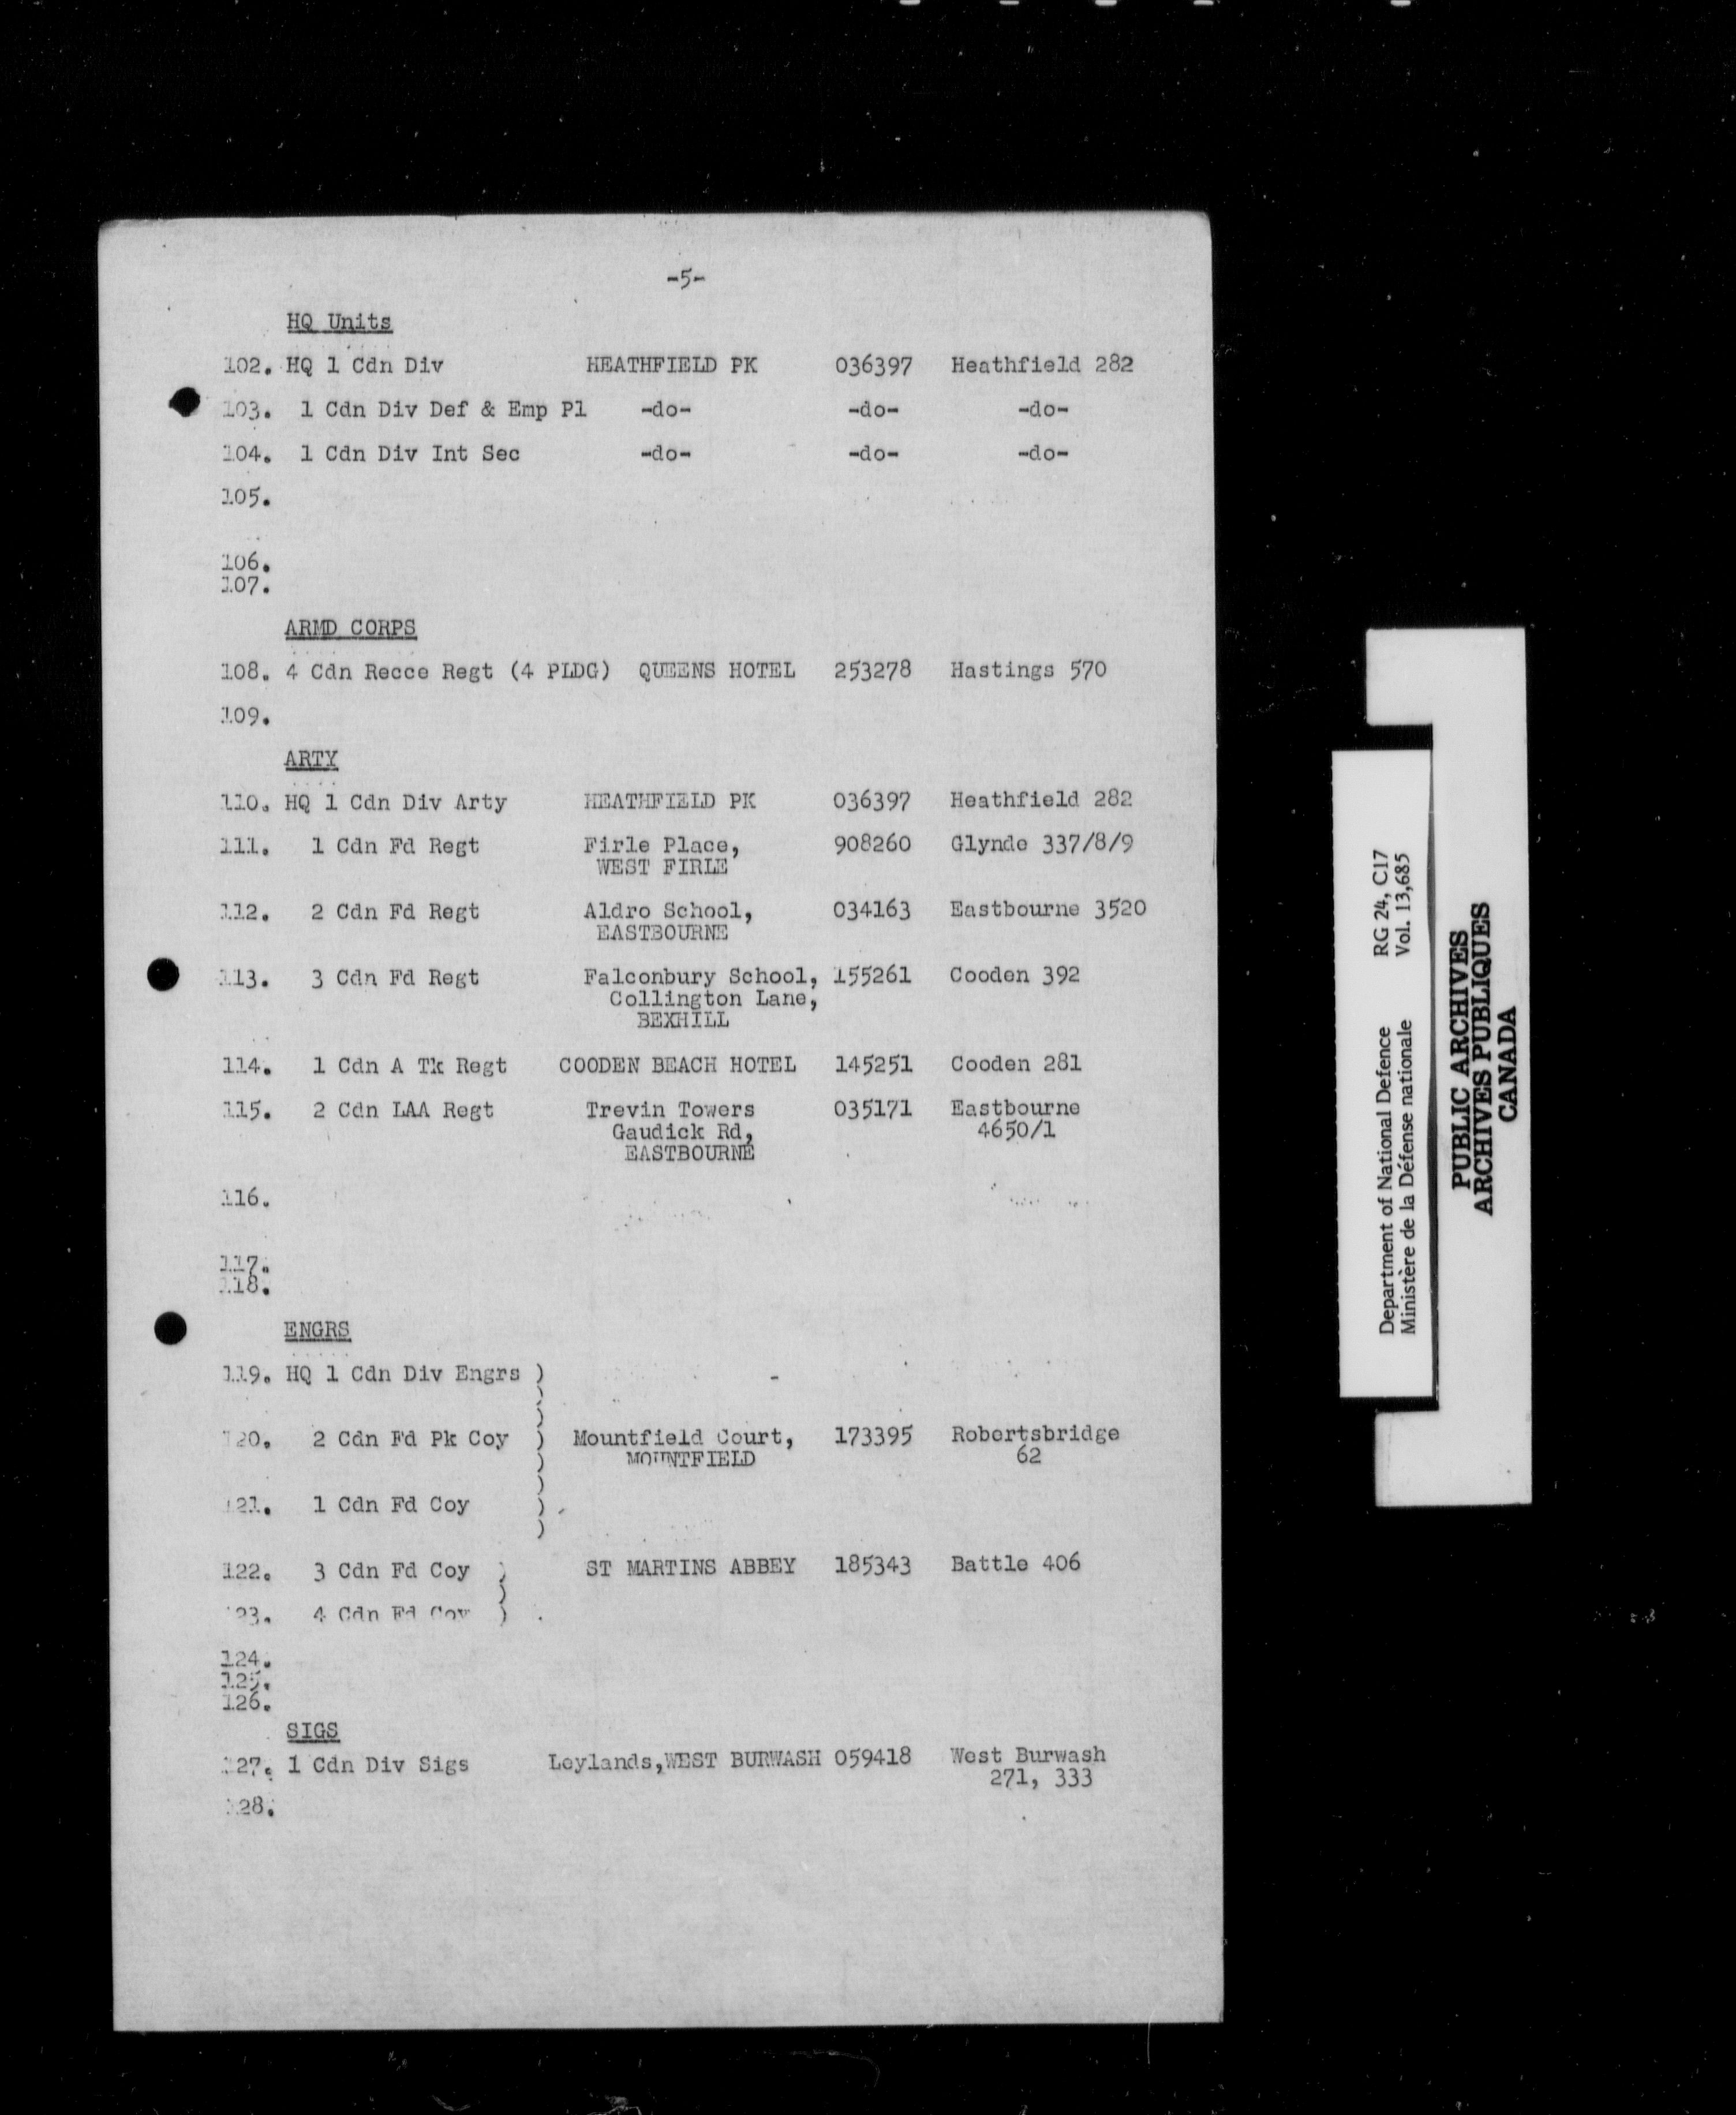 -5-
HQ Units
102. HQ 1 Cdn Div HEATHFIELD PK 036397 Heathfield 282
103. 1 Cdn Div Def & Emp Pl -do- -do- -do-
104. 1 Cdn Div Int Sec -do- -do- -do-
105.
106.
107.
ARMD CORPS
108. 4 Cdn Recce Regt (4 PLDG) QUEENS HOTEL 253278 Hastings 570
109.
ARTY
110. HQ 1 Cdn Div Arty HEATHFIELD PK 036397 Heathfield 282
111. 1 Cdn Fd Regt Firle Place, 908260 Glynde 337/8/9
WEST FIRLE
112. 2 Cdn Fd Regt Aldro School, 034163 Eastbourne 3520
EASTBOURNE
113. 3 Cdn Fd Regt Falconbury School, 155261 Cooden 392
Collington Lane,
BEXHILL
114. 1 Cdn A Tk Regt COODEN BEACH HOTEL 145251 Cooden 281
115. 2 Cdn LAA Regt Trevin Towers 035171 Eastbourne
Gaudick Rd, 4650/1
EASTBOURNE
116.
117.
118.
ENGRS
119. HQ 1 Cdn Div Engrs )
120. 2 Cdn Fd Pk Coy ) Mountfield Court, 173395 Robertsbridge
MOUNTFIELD 62
121. 1 Cdn Fd Coy )
122. 3 Cdn Fd Coy ) ST MARTINS ABBEY 185343 Battle 406
123. 4 Cdn Fd Coy )
124.
125.
126.
SIGS
127. 1 Cdn Div Sigs Leylands, WEST BURWASH 059418 West Burwash
271, 333
128.
Department of National Defence RG 24, C17
Ministère de la Défense nationale Vol. 13,685
PUBLIC ARCHIVES
ARCHIVES PUBLIQUES
CANADA